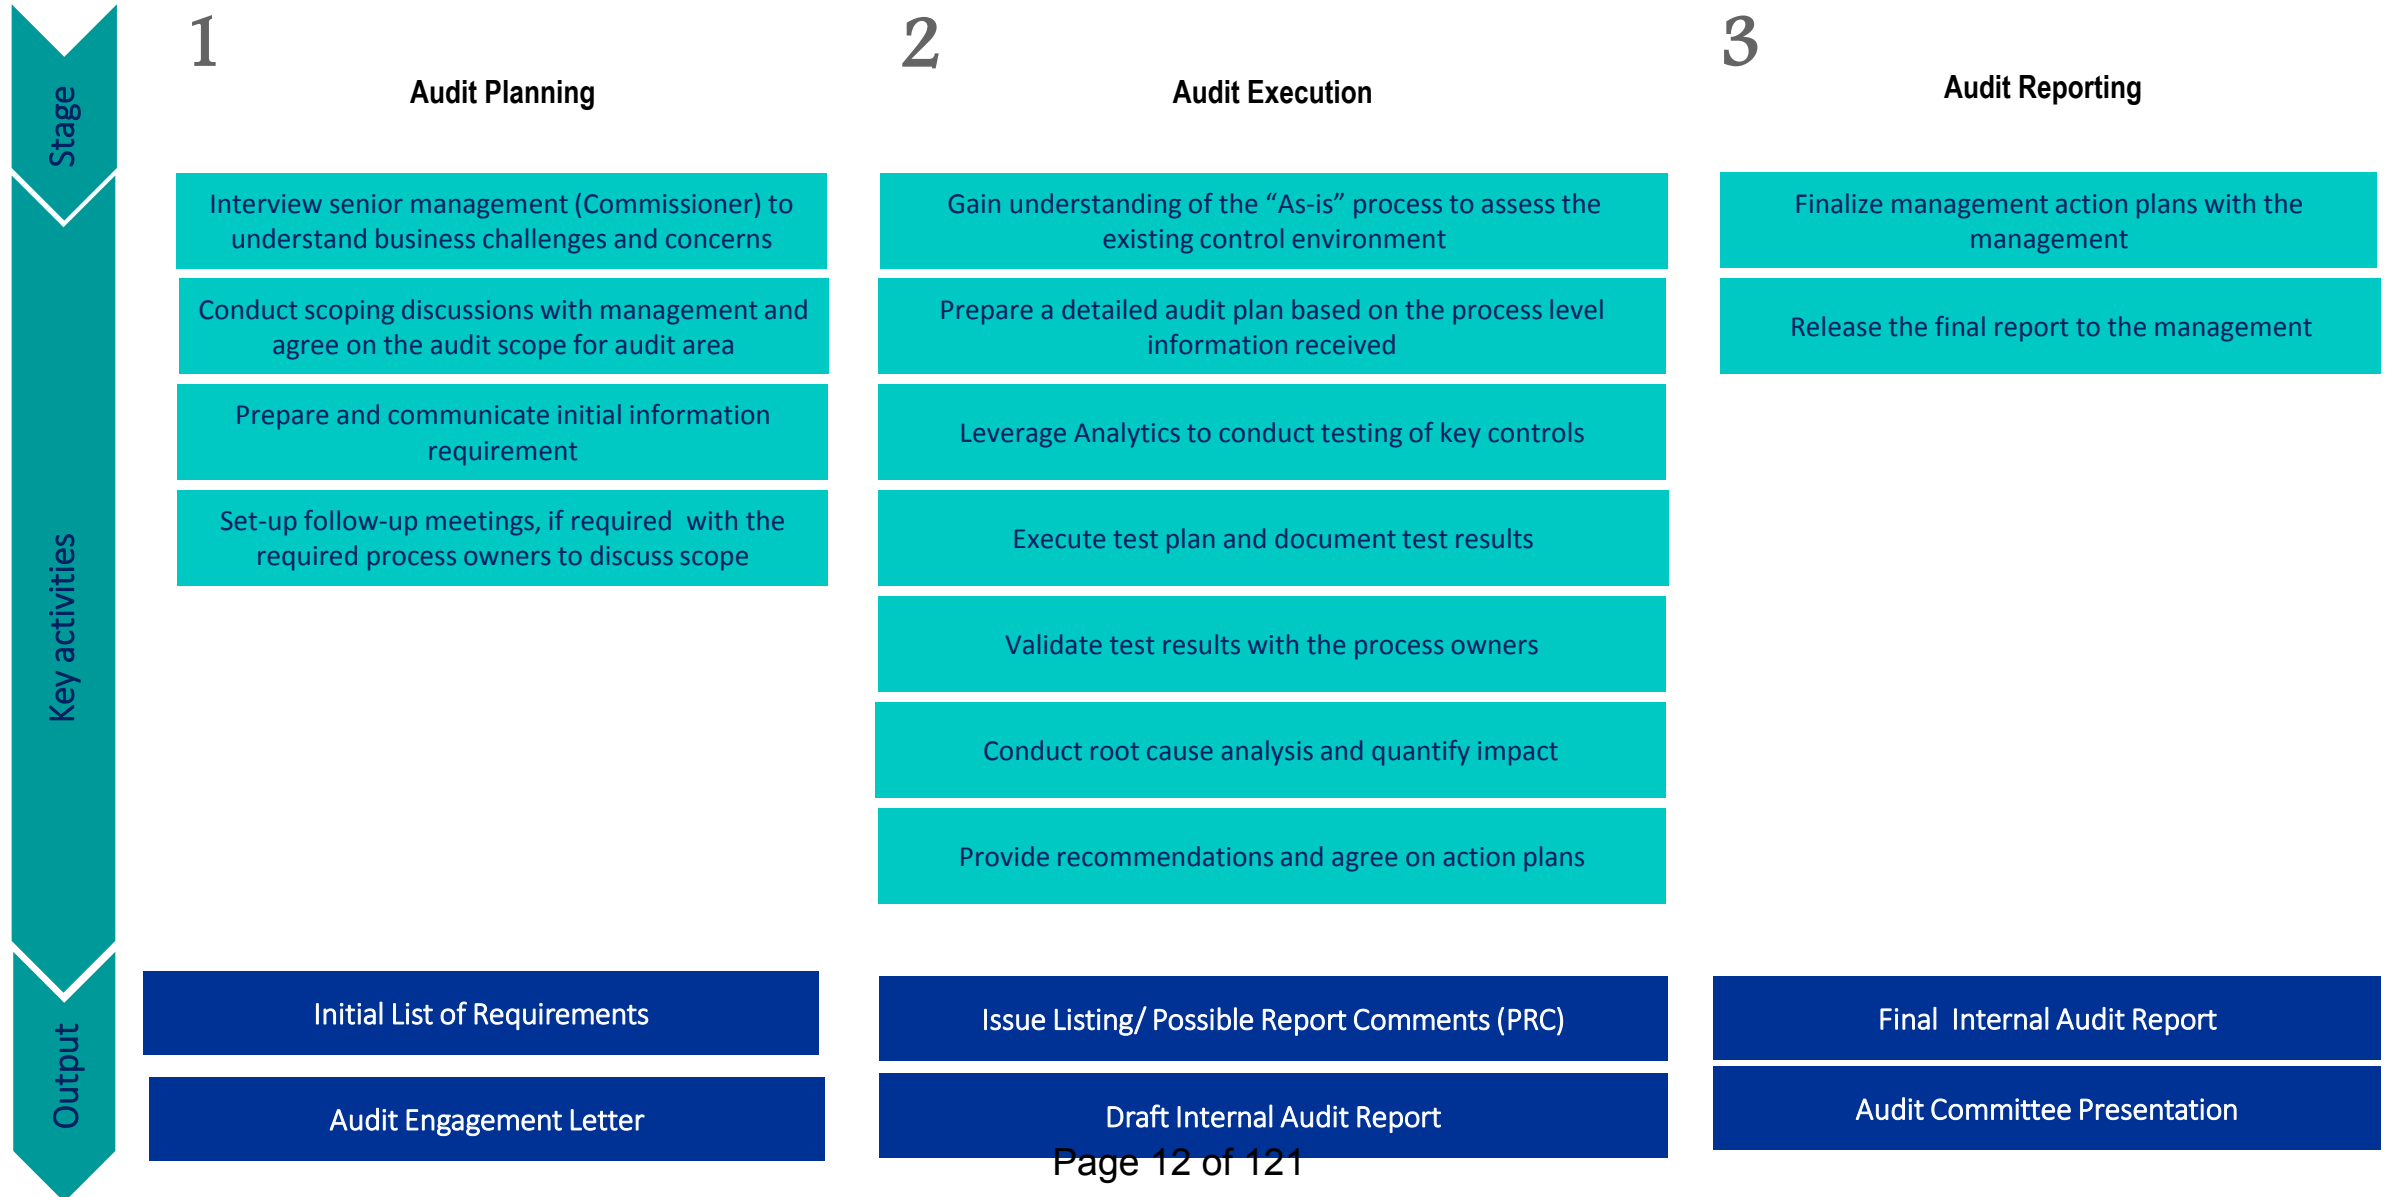 Stage
1
Audit Planning
2
Audit Execution
3
Audit Reporting
Key activities
Interview senior management (Commissioner) to
understand business challenges and concerns
Conduct scoping discussions with management and
agree on the audit scope for audit area
Prepare and communicate initial information
requirement
Set-up follow-up meetings, if required  with the
required process owners to discuss scope
Gain understanding of the “As-is” process to assess the
existing control environment
Prepare a detailed audit plan based on the process level
information received
Leverage Analytics to conduct testing of key controls
Execute test plan and document test results
Validate test results with the process owners
Conduct root cause analysis and quantify impact
Provide recommendations and agree on action plans
Finalize management action plans with the
management
Release the final report to the management
Output
Initial List of Requirements
Audit Engagement Letter
Issue Listing/ Possible Report Comments (PRC)
Draft Internal Audit Report
Final  Internal Audit Report
Audit Committee Presentation
Page 12 of 121